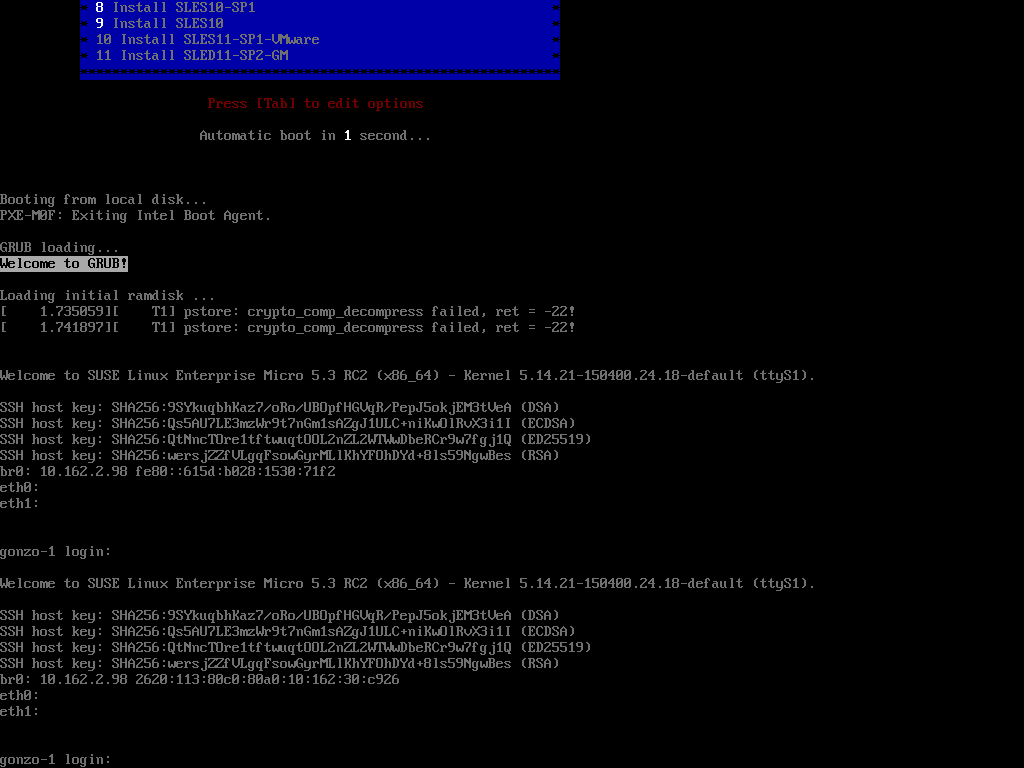 8 Install SLES10-SP1
9 Install SLES10
10 Install SLES11-SP1-VMware
11 Install SLED11-SP2-GM
Press [Tab] to edit options
Automatic boot in 1 second...
Booting from local disk...
PXE-M0F: Exiting Intel Boot Agent.
GRUB loading...
Welcome to GRUB!
Loading initial ramdisk ...
[    1.735059][    T1] pstore: crypto_comp_decompress failed, ret = -22!
[    1.741897][    T1] pstore: crypto_comp_decompress failed, ret = -22!
Welcome to SUSE Linux Enterprise Micro 5.3 RC2 (x86_64) - Kernel 5.14.21-150400.24.18-default (ttyS1).
SSH host key: SHA256:9SYkuqbhKaz7/oRo/UBOpfHGVqR/PepJ5okjEM3tVeA (DSA)
SSH host key: SHA256:Qs5AU7LE3mzWr9t7nGm1sAZgJ1ULC+niKwOlRvX3i1I (ECDSA)
SSH host key: SHA256:QtNncTOre1tftwuqtOOL2nZL2WTWwDbeRCr9w7fgj1Q (ED25519)
SSH host key: SHA256:wersjZZfVLgqFsowGyrMLlKhYFOhDYd+8ls59NgwBes (RSA)
br0: 10.162.2.98 fe80::615d:b028:1530:71f2
eth0:
eth1:
gonzo-1 login:
Welcome to SUSE Linux Enterprise Micro 5.3 RC2 (x86_64) - Kernel 5.14.21-150400.24.18-default (ttyS1).
SSH host key: SHA256:9SYkuqbhKaz7/oRo/UBOpfHGVqR/PepJ5okjEM3tVeA (DSA)
SSH host key: SHA256:Qs5AU7LE3mzWr9t7nGm1sAZgJ1ULC+niKwOlRvX3i1I (ECDSA)
SSH host key: SHA256:QtNncTOre1tftwuqtOOL2nZL2WTWwDbeRCr9w7fgj1Q (ED25519)
SSH host key: SHA256:wersjZZfVLgqFsowGyrMLlKhYFOhDYd+8ls59NgwBes (RSA)
br0: 10.162.2.98 2620:113:80c0:80a0:10:162:30:c926
eth0:
eth1:
gonzo-1 login: